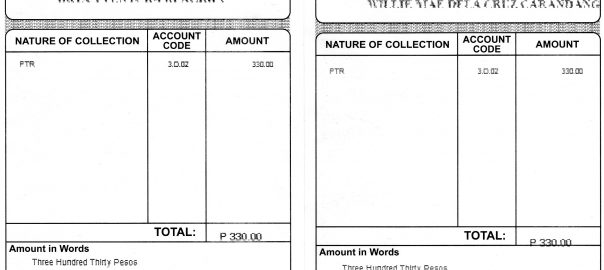 WILLIE MAE DELA CRUZ CARANDANG
NATURE OF COLLECTION ACCOUNT CODE AMOUNT
PTR 3.D.02 330.00
TOTAL: P 330.00
Amount in Words
Three Hundred Thirty Pesos
NATURE OF COLLECTION ACCOUNT CODE AMOUNT
PTR 3.D.02 330.00
TOTAL: P 330.00
Amount in Words
Three Hundred Thirty Pesos